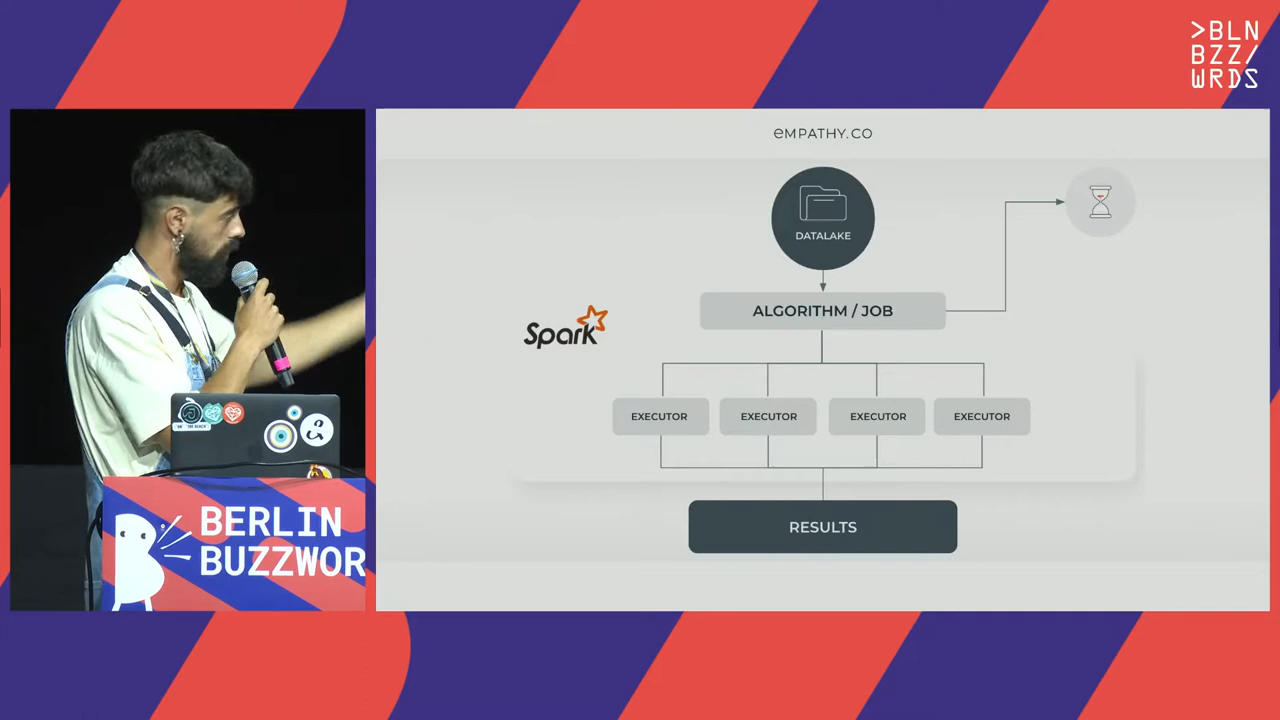 >BLN
BZZ/
WRDS
eMPATHY.CO
DATALAKE
ALGORITHM / JOB
Spark
EXECUTOR
EXECUTOR
EXECUTOR
EXECUTOR
RESULTS
BERLIN
BUZZWOR